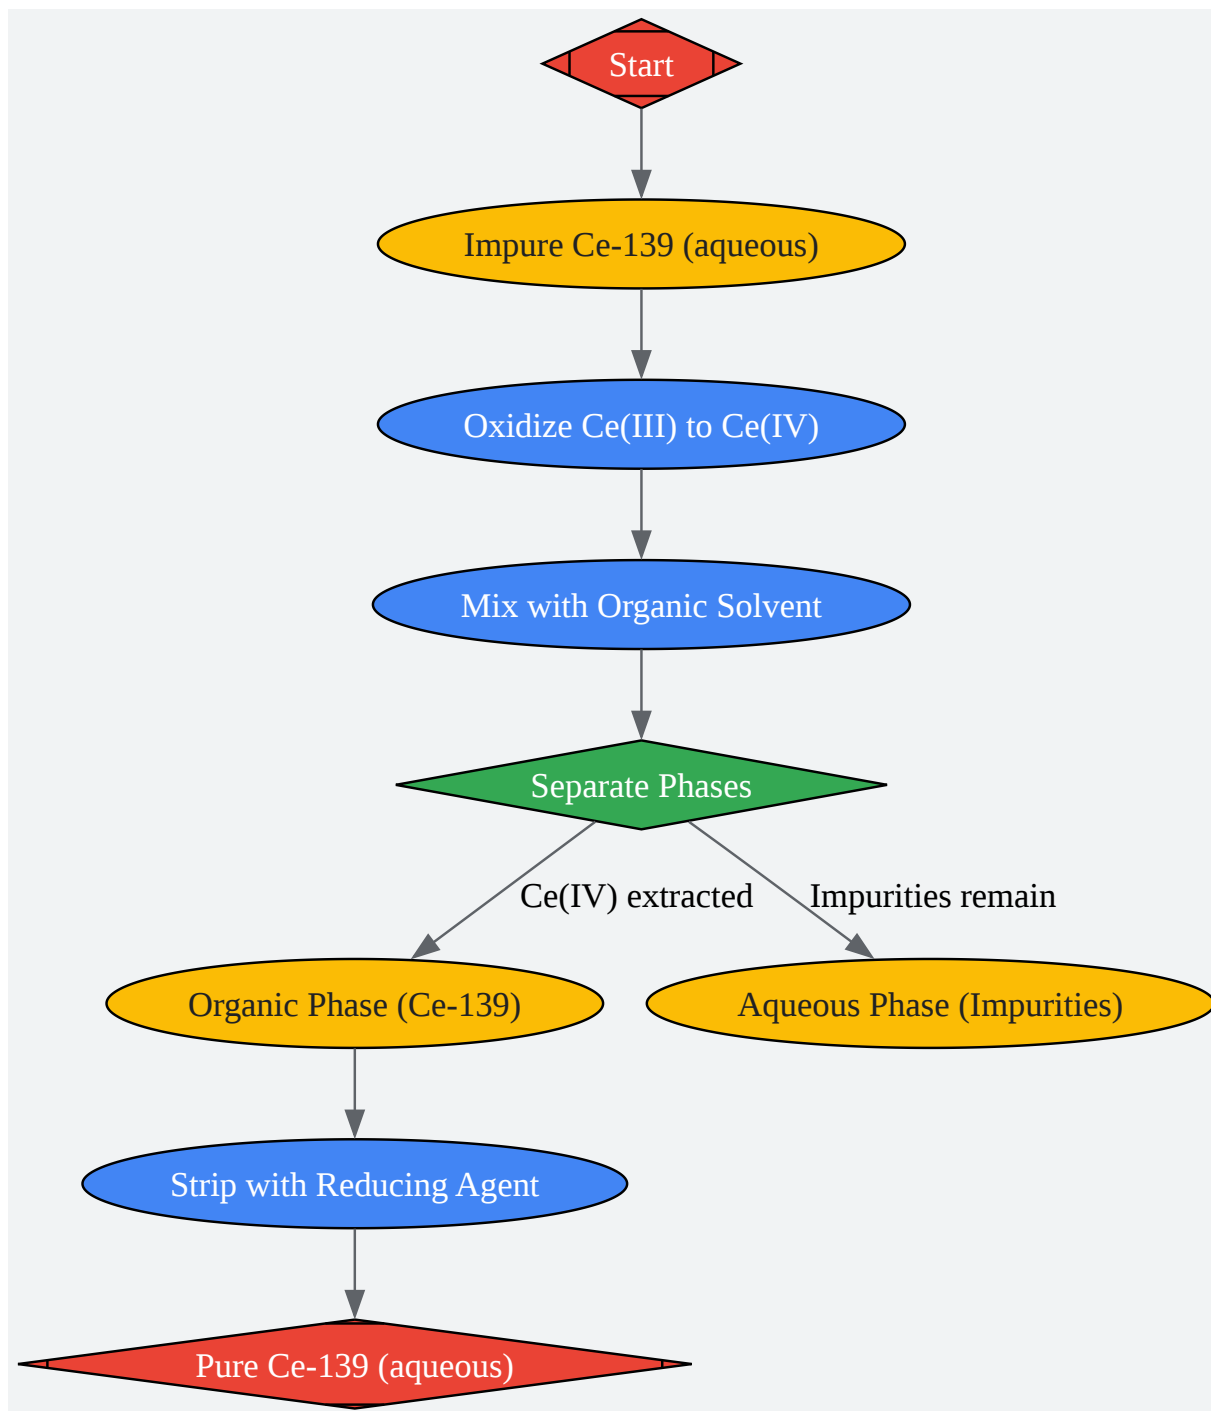 Start
Impure Ce-139 (aqueous)
Oxidize Ce(III) to Ce(IV)
Mix with Organic Solvent
Separate Phases
Ce(IV) extracted
Impurities remain
Organic Phase (Ce-139)
Aqueous Phase (Impurities)
Strip with Reducing Agent
Pure Ce-139 (aqueous)